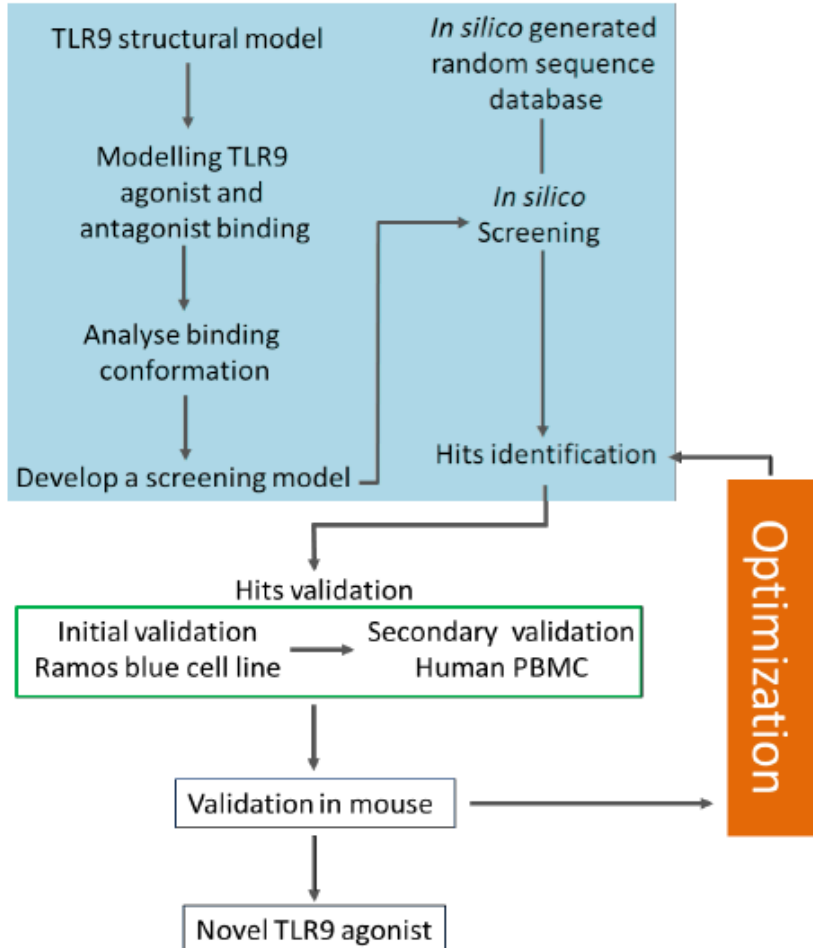 TLR9 structural model
Modelling TLR9
agonist and
antagonist binding
Analyse binding
conformation
Develop a screening model
In silico generated
random sequence
database
In silico
Screening
Hits identification
Hits validation
Initial validation
Ramos blue cell line
Secondary validation
Human PBMC
Validation in mouse
Novel TLR9 agonist
Optimization